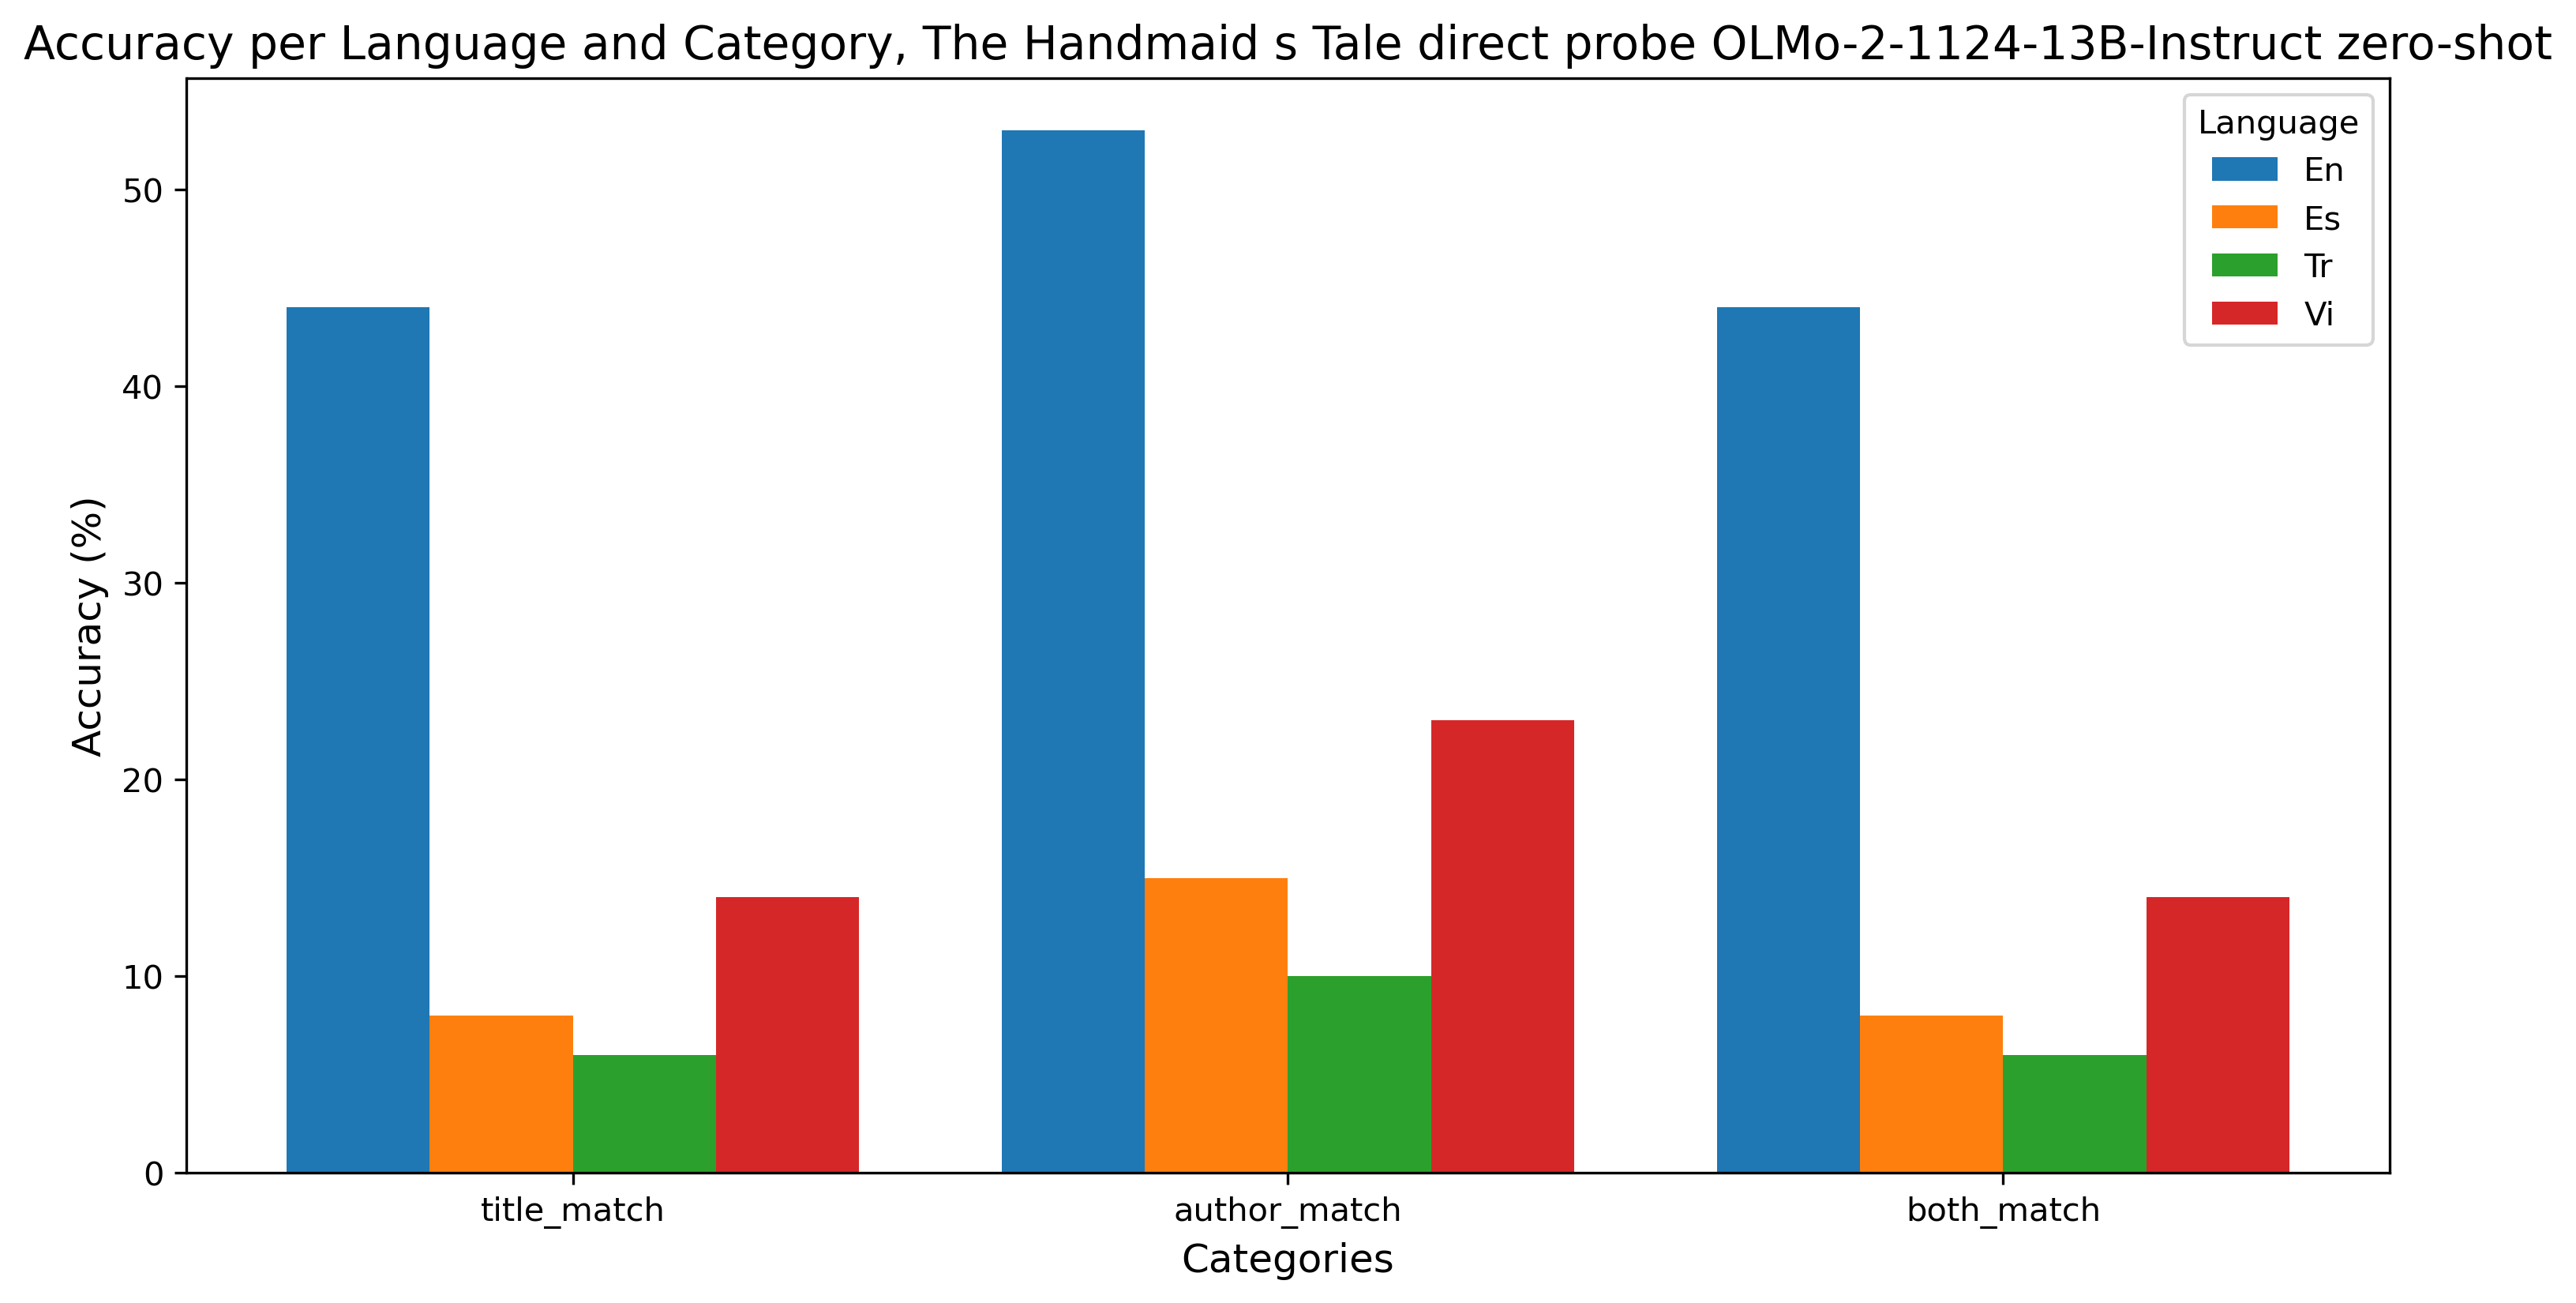 Accuracy per Language and Category, The Handmaid s Tale direct probe OLMo-2-1124-13B-Instruct zero-shot
Language
En
Es
Tr
Vi
Accuracy (%)
50
40
30
20
10
0
title_match
author_match
both_match
Categories